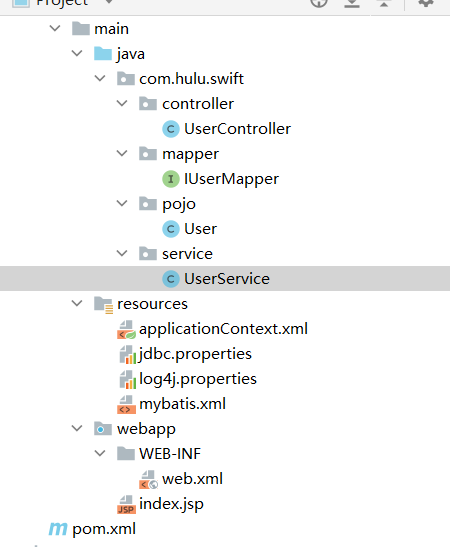 Project
main
java
com.hulu.swift
controller
UserController
mapper
IUserMapper
pojo
User
service
UserService
resources
applicationContext.xml
jdbc.properties
log4j.properties
mybatis.xml
webapp
WEB-INF
web.xml
index.jsp
pom.xml